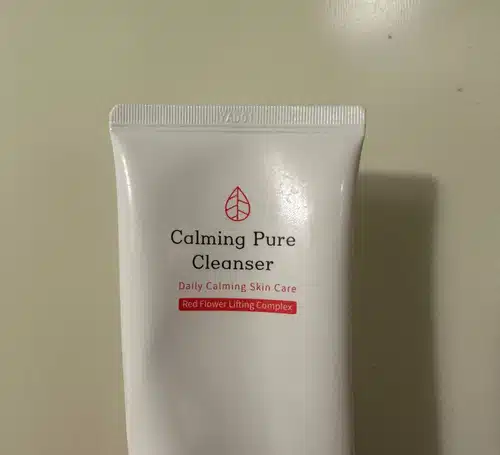 Calming Pure
Cleanser
Daily Calming Skin Care
Red Flower Lifting Complex